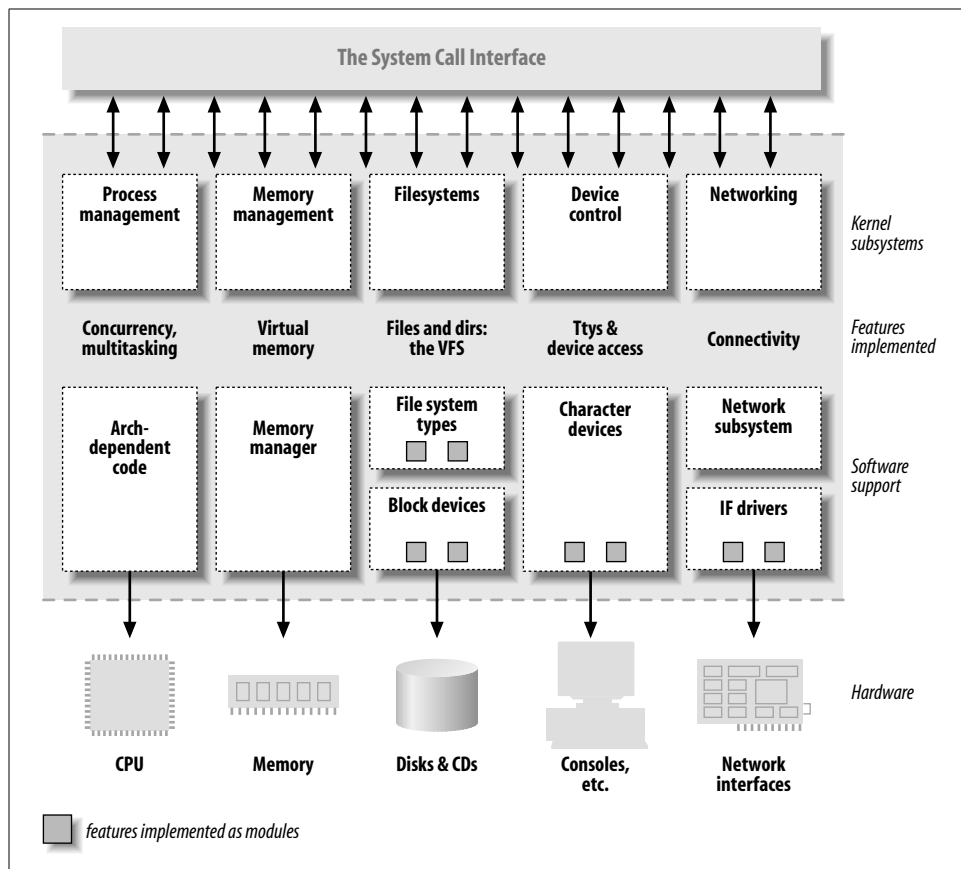 The System Call Interface
Process
management
Memory
management
Filesystems
Device
control
Networking
Kernel
subsystems
Concurrency,
multitasking
Virtual
memory
Files and dirs:
the VFS
Ttys &
device access
Connectivity
Features
implemented
Arch-
dependent
code
Memory
manager
File system
types
Block devices
Character
devices
Network
subsystem
IF drivers
Software
support
Hardware
CPU
Memory
Disks & CDs
Consoles,
etc.
Network
interfaces
features implemented as modules